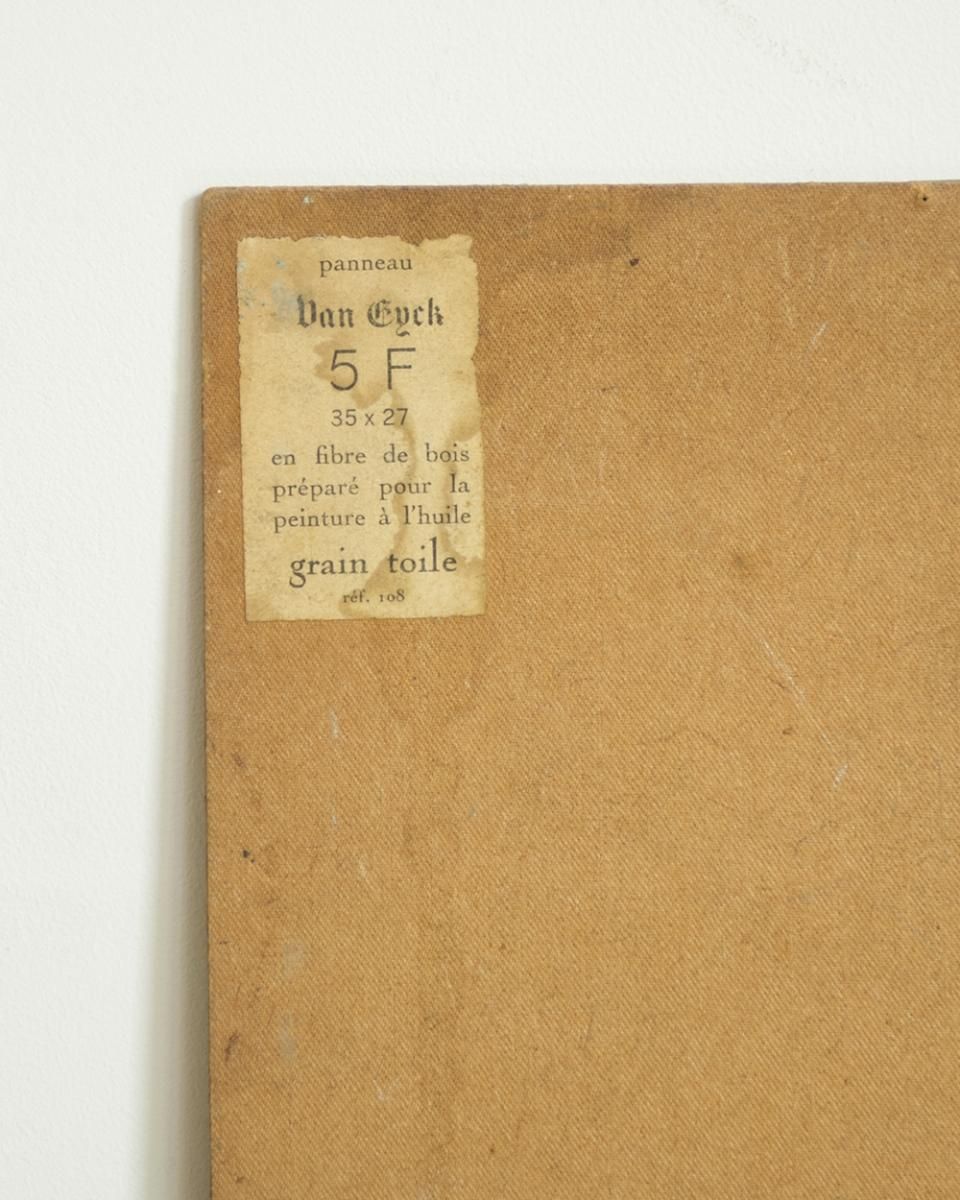 panneau
Van Eyck
5 F
35 x 27
en fibre de bois
préparé pour la
peinture à l'huile
grain toile
réf. 108